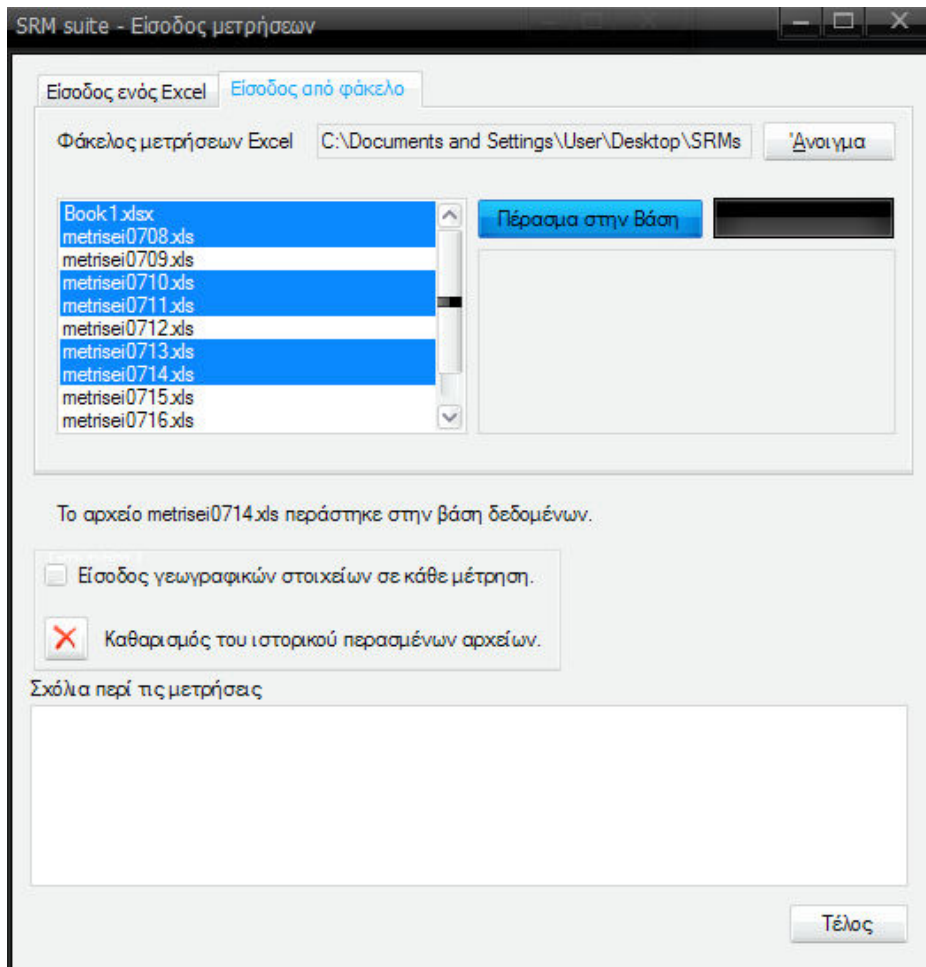 SRM suite - Είσοδος μετρήσεων
Είσοδος ενός Excel Είσοδος από φάκελο
Φάκελος μετρήσεων Excel C:\Documents and Settings\User\Desktop\SRMs Άνοιγμα
Book1.xlsx
Πέρασμα στην Βάση
metrisei0708.xls
metrisei0709.xls
metrisei0710.xls
metrisei0711.xls
metrisei0712.xls
metrisei0713.xls
metrisei0714.xls
metrisei0715.xls
metrisei0716.xls
Το αρχείο metrisei0714.xls περάστηκε στην βάση δεδομένων.
Είσοδος γεωγραφικών στοιχείων σε κάθε μέτρηση.
Καθαρισμός του ιστορικού περασμένων αρχείων.
Σχόλια περί τις μετρήσεις
Τέλος